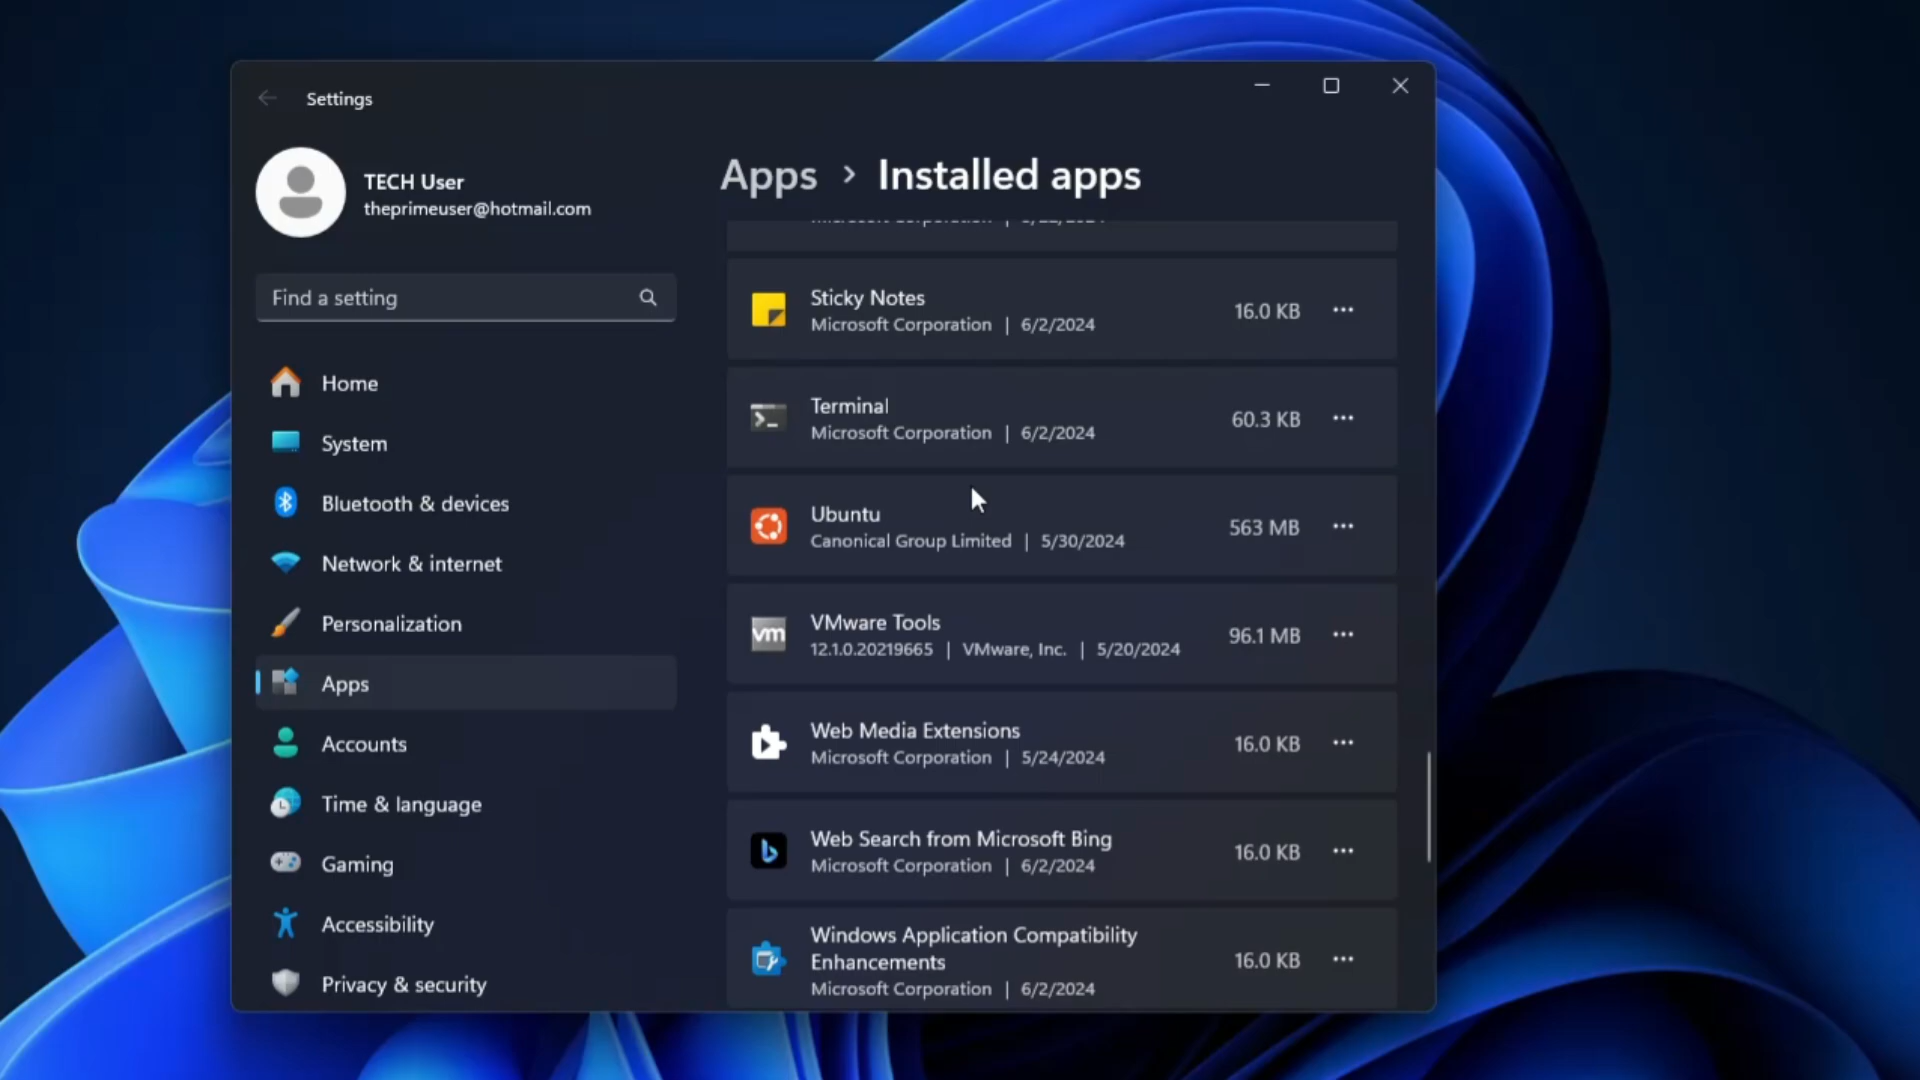 Settings
TECH User
theprimeuser@hotmail.com
Find a setting
Home
System
Bluetooth & devices
Network & internet
Personalization
Apps
Accounts
Time & language
Gaming
Accessibility
Privacy & security
Apps > Installed apps
Sticky Notes
Microsoft Corporation | 6/2/2024
16.0 KB
Terminal
Microsoft Corporation | 6/2/2024
60.3 KB
Ubuntu
Canonical Group Limited | 5/30/2024
563 MB
vm
VMware Tools
12.1.0.20219665 | VMware, Inc. | 5/20/2024
96.1 MB
Web Media Extensions
Microsoft Corporation | 5/24/2024
16.0 KB
Web Search from Microsoft Bing
Microsoft Corporation | 6/2/2024
16.0 KB
Windows Application Compatibility
Enhancements
Microsoft Corporation | 6/2/2024
16.0 KB